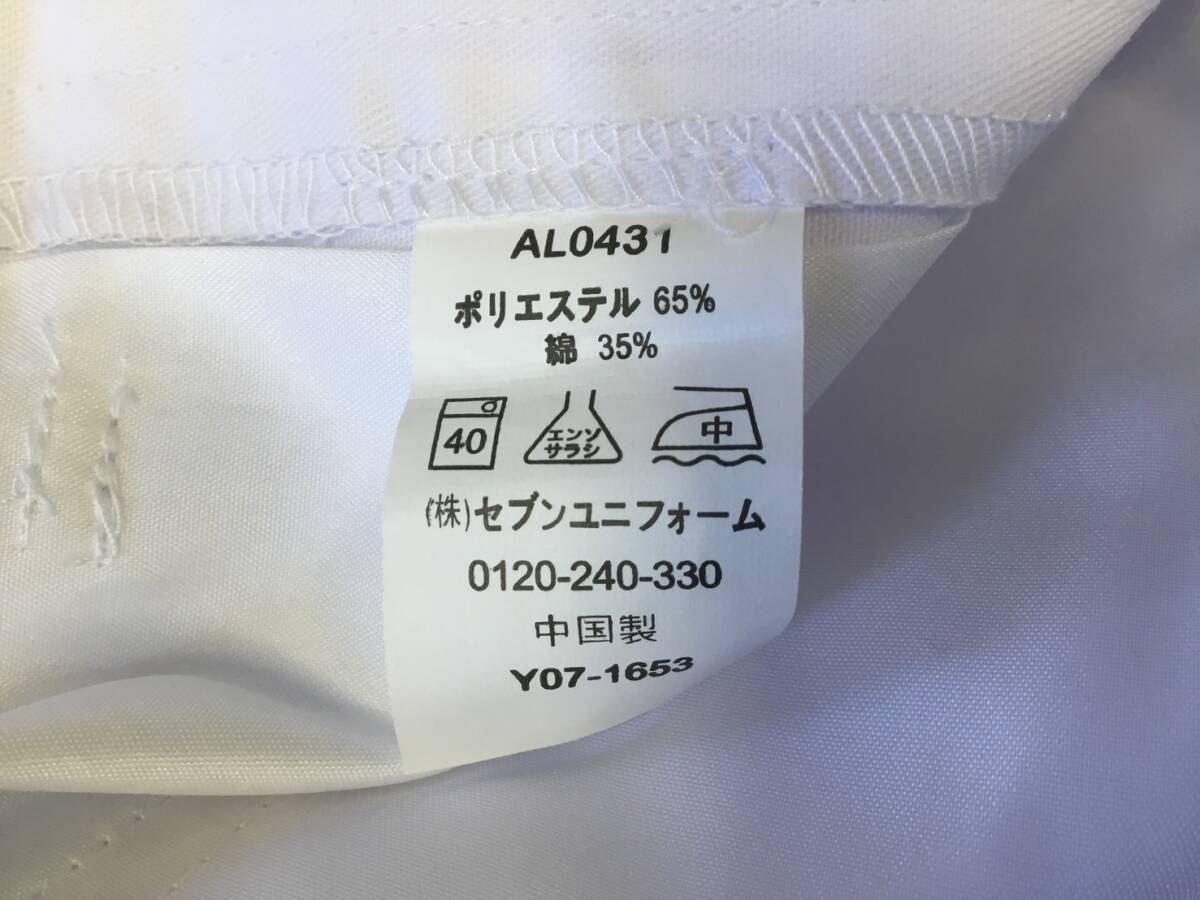 AL0431
ポリエステル 65%
綿 35%
40 エンソサラシ 中
(株)セブンユニフォーム
0120-240-330
中国製
Y07-1653